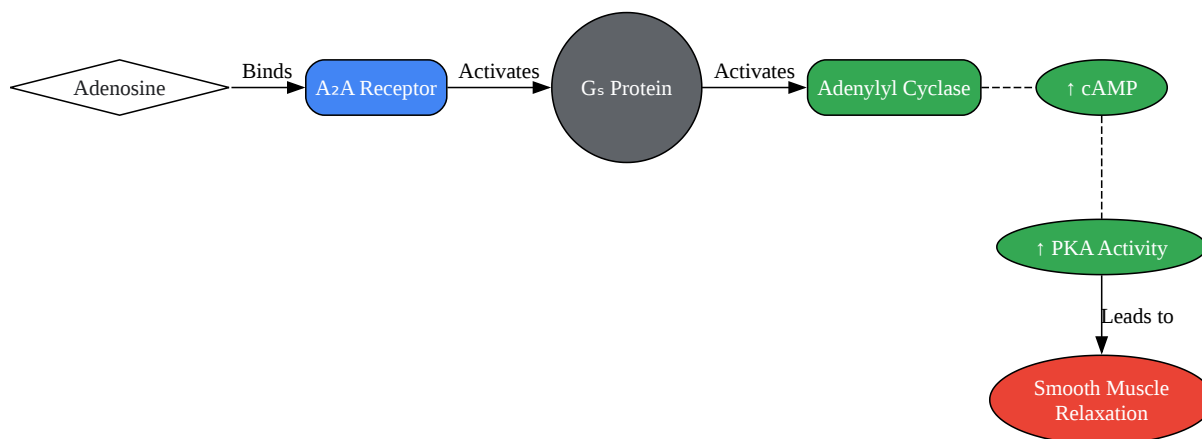 Adenosine
Binds
A₂A Receptor
Activates
Gₛ Protein
Activates
Adenylyl Cyclase
↑ cAMP
↑ PKA Activity
Leads to
Smooth Muscle
Relaxation